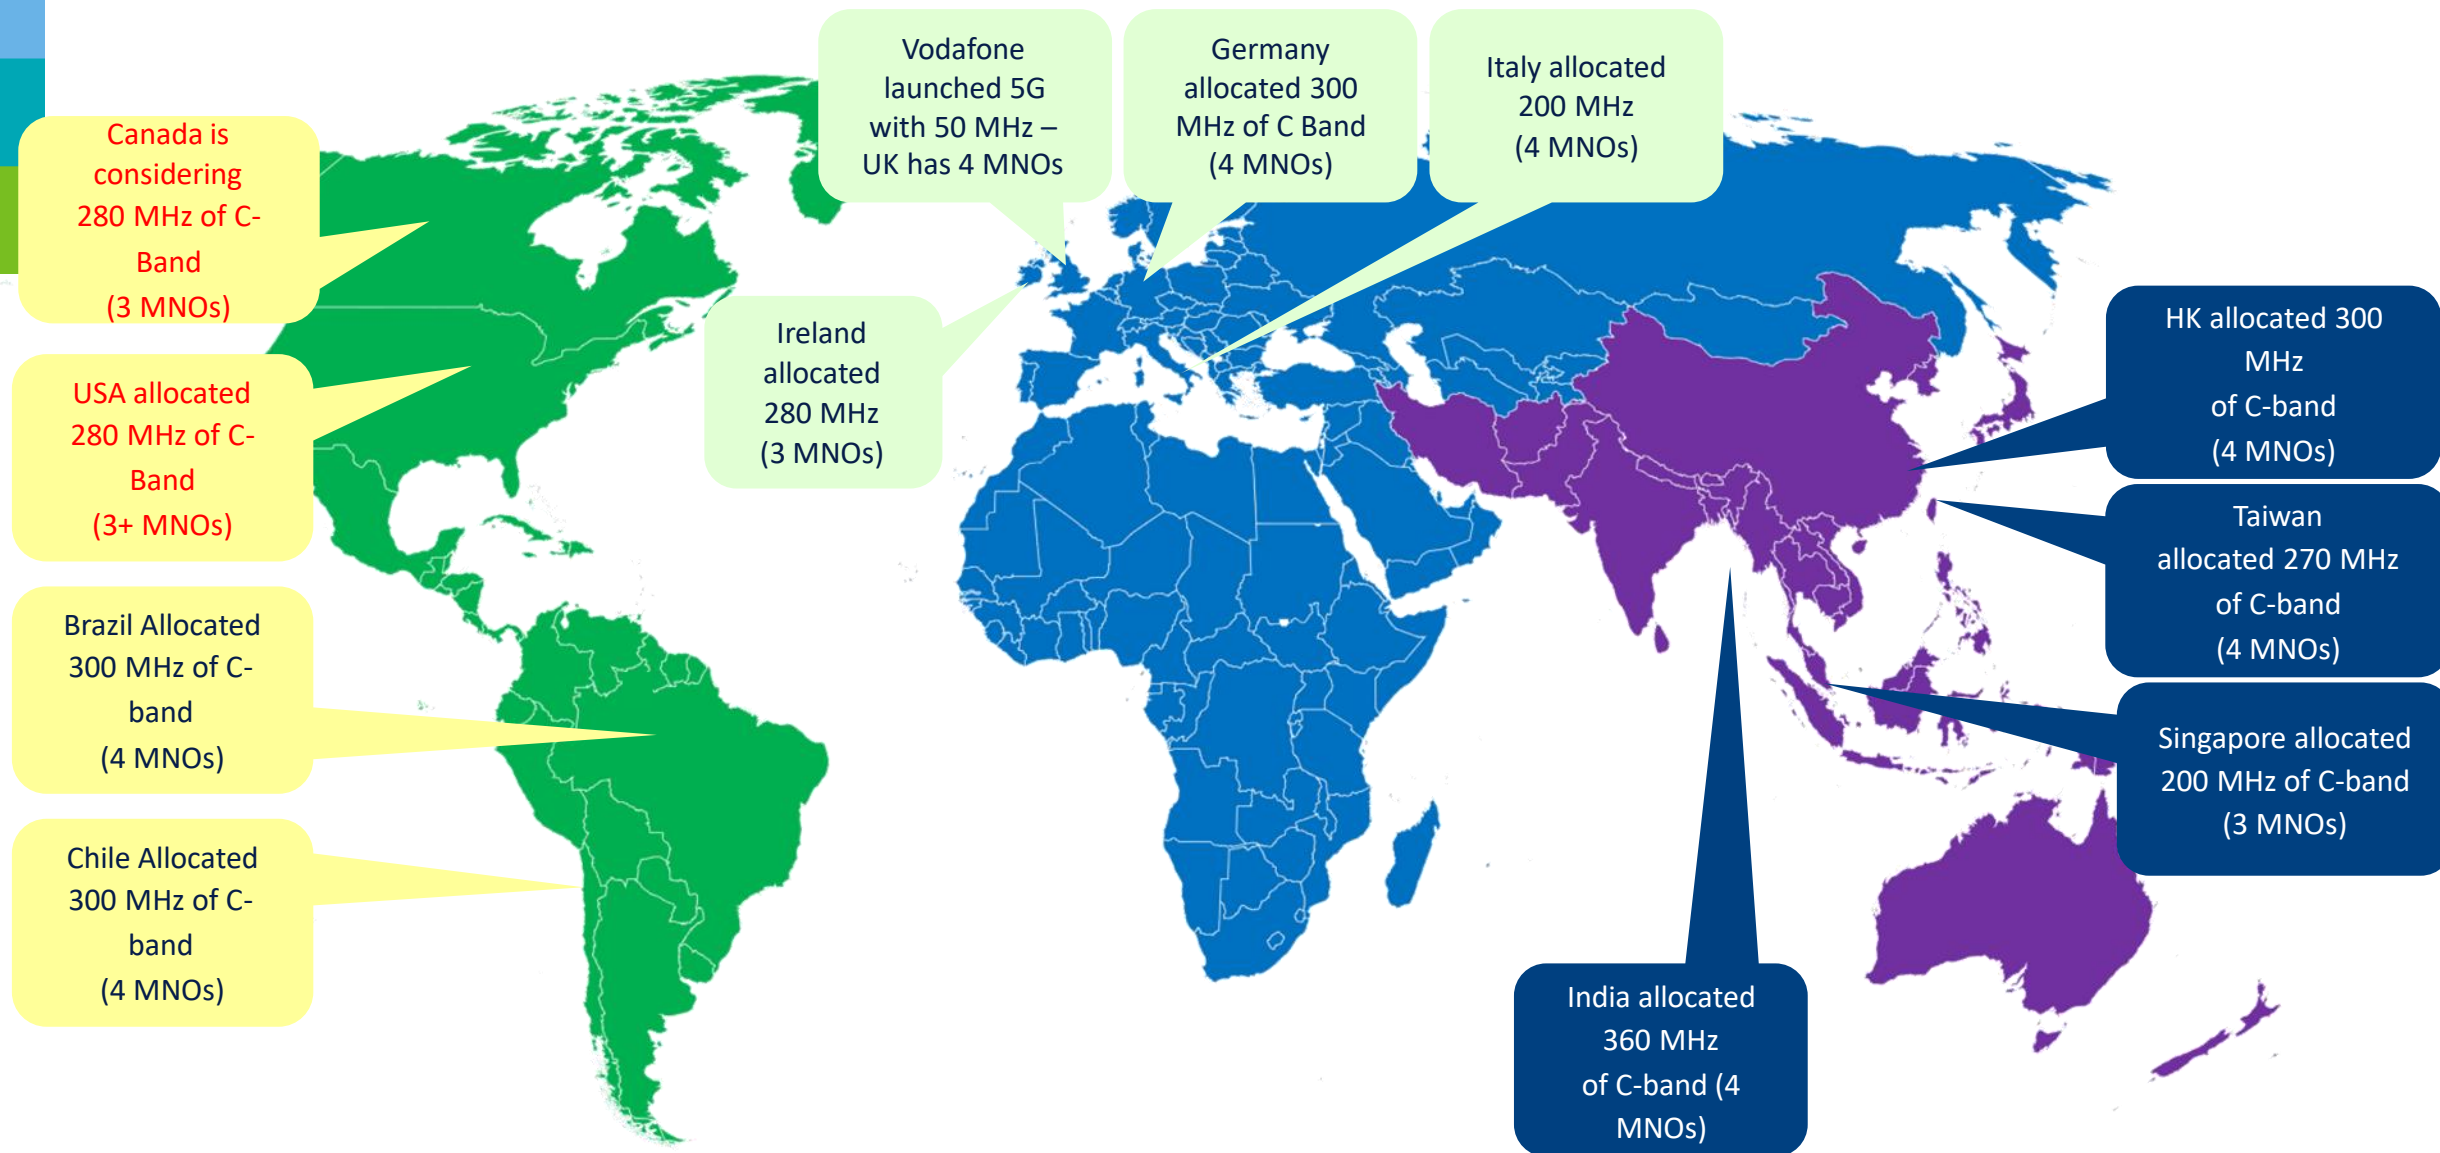 Vodafone
launched 5G
with 50 MHz –
UK has 4 MNOs
Germany
allocated 300
MHz of C Band
(4 MNOs)
Italy allocated
200 MHz
(4 MNOs)
Canada is
considering
280 MHz of C-
Band
(3 MNOs)
Ireland
allocated
280 MHz
(3 MNOs)
HK allocated 300
MHz
of C-band
(4 MNOs)
USA allocated
280 MHz of C-
Band
(3+ MNOs)
Taiwan
allocated 270 MHz
of C-band
(4 MNOs)
Brazil Allocated
300 MHz of C-
band
(4 MNOs)
Singapore allocated
200 MHz of C-band
(3 MNOs)
Chile Allocated
300 MHz of C-
band
(4 MNOs)
India allocated
360 MHz
of C-band (4
MNOs)